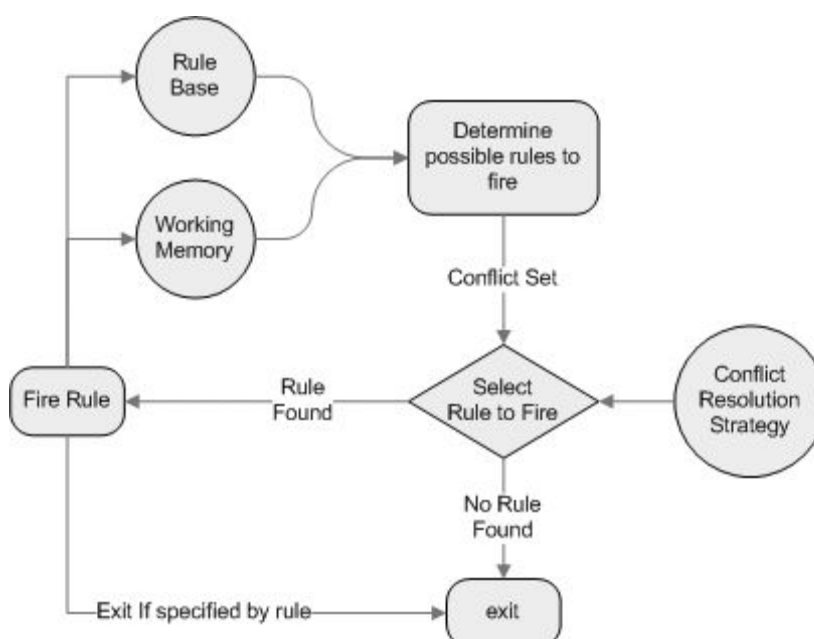 Rule
Base
Determine
possible rules to
fire
Working
Memory
Conflict Set
Fire Rule
Rule
Found
Select
Rule to Fire
Conflict
Resolution
Strategy
No Rule
Found
Exit If specified by rule
exit